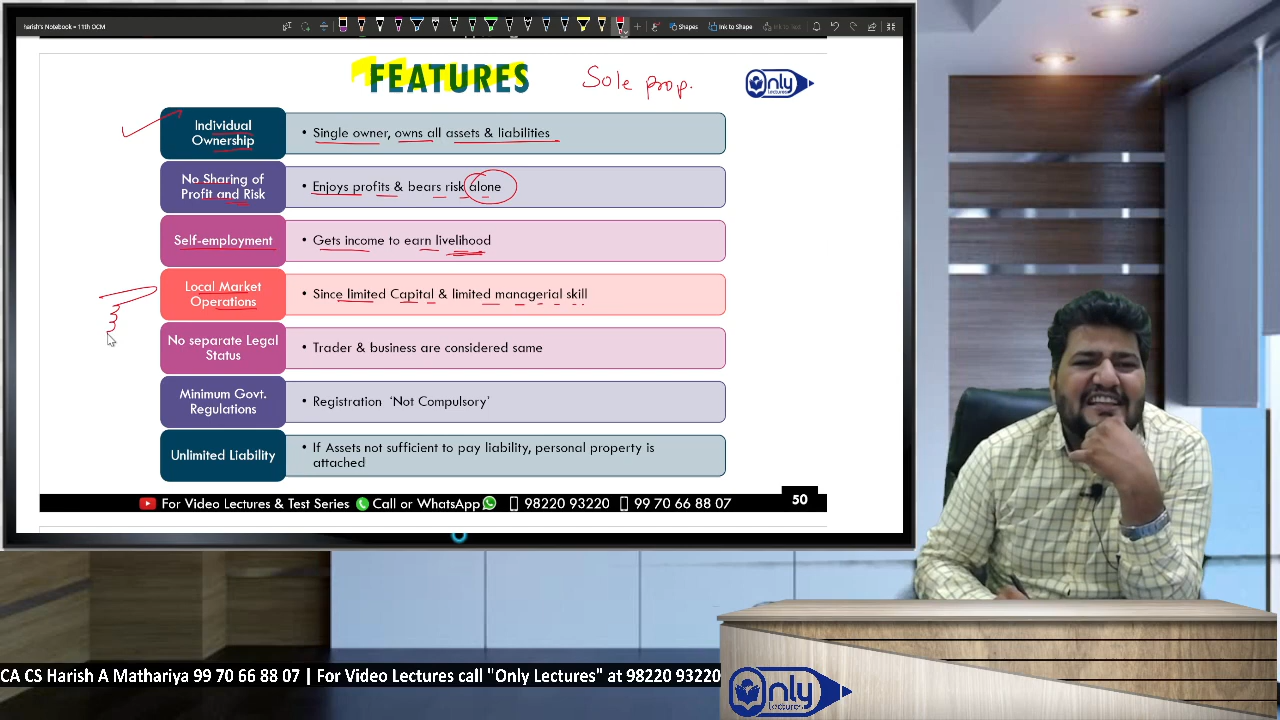 harish's Notebook = 11th OCM
Shapes
Ink to Shape
Ink to Text
FEATURES
Sole prop.
Only
Lectures
Individual
Ownership
• Single owner, owns all assets & liabilities
No Sharing of
Profit and Risk
• Enjoys profits & bears risk alone
Self-employment
• Gets income to earn livelihood
Local Market
Operations
• Since limited Capital & limited managerial skill
No separate Legal
Status
• Trader & business are considered same
Minimum Govt.
Regulations
• Registration ‘Not Compulsory’
Unlimited Liability
• If Assets not sufficient to pay liability, personal property is
attached
For Video Lectures & Test Series Call or WhatsApp 98220 93220 99 70 66 88 07
50
CA CS Harish A Mathariya 99 70 66 88 07 | For Video Lectures call "Only Lectures" at 98220 93220
Only
Lectures